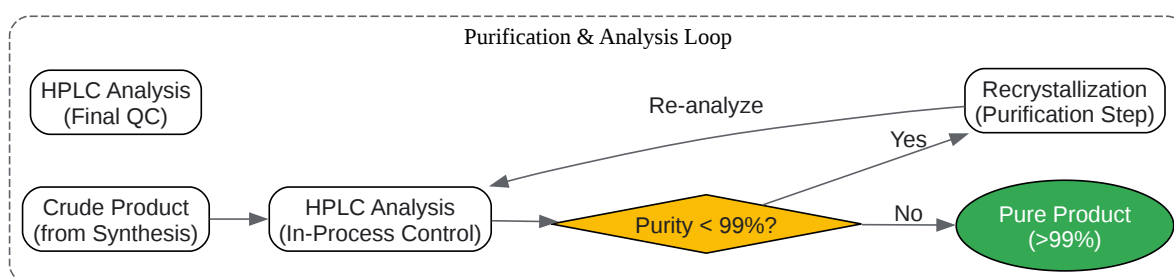 Purification & Analysis Loop
HPLC Analysis
(Final QC)
Recrystallization
(Purification Step)
Re-analyze
Yes
Crude Product
(from Synthesis)
HPLC Analysis
(In-Process Control)
Purity < 99%?
No
Pure Product
(>99%)